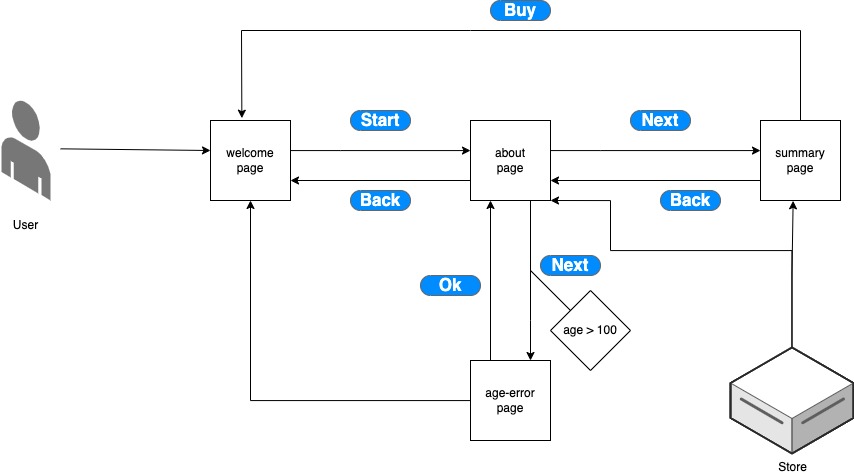 Buy
Start
Next
welcome
page
about
page
summary
page
Back
Back
User
Next
Ok
age > 100
age-error
page
Store